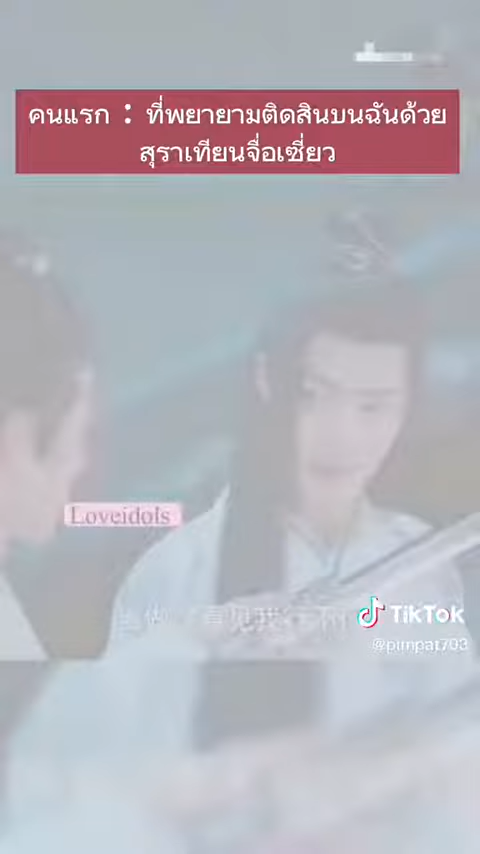 คนแรก : ที่พยายามติดสินบนฉันด้วย
สุราเทียนจื่อเซี่ยว
Loveidols
TikTok
@pimpat703